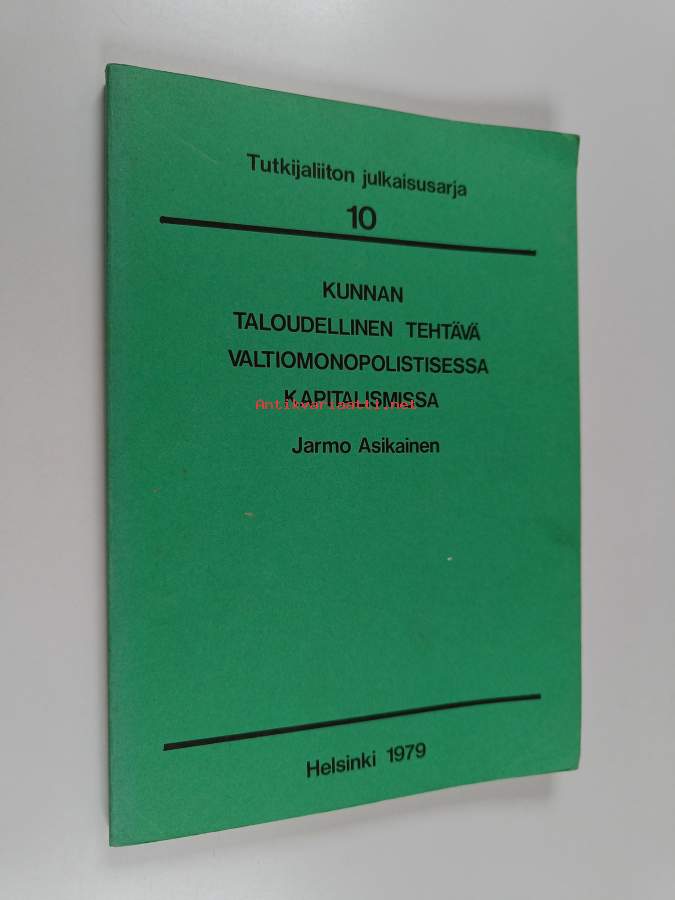 Tutkijaliiton julkaisusarja
10
KUNNAN
TALOUDELLINEN TEHTÄVÄ
VALTIOMONOPOLISTISESSA
KAPITALISMISSA
Antikvariaatti.net
Jarmo Asikainen
Helsinki 1979